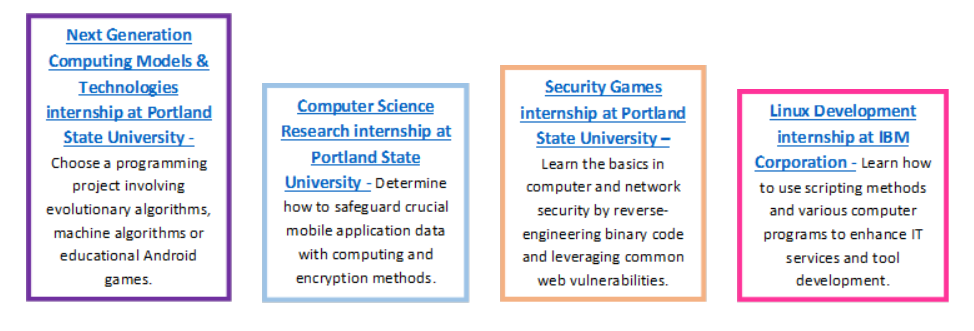 Next Generation
Computing Models &
Technologies
internship at Portland
State University -
Choose a programming
project involving
evolutionary algorithms,
machine algorithms or
educational Android
games.
Computer Science
Research internship at
Portland State
University - Determine
how to safeguard crucial
mobile application data
with computing and
encryption methods.
Security Games
internship at Portland
State University –
Learn the basics in
computer and network
security by reverse-
engineering binary code
and leveraging common
web vulnerabilities.
Linux Development
internship at IBM
Corporation - Learn how
to use scripting methods
and various computer
programs to enhance IT
services and tool
development.